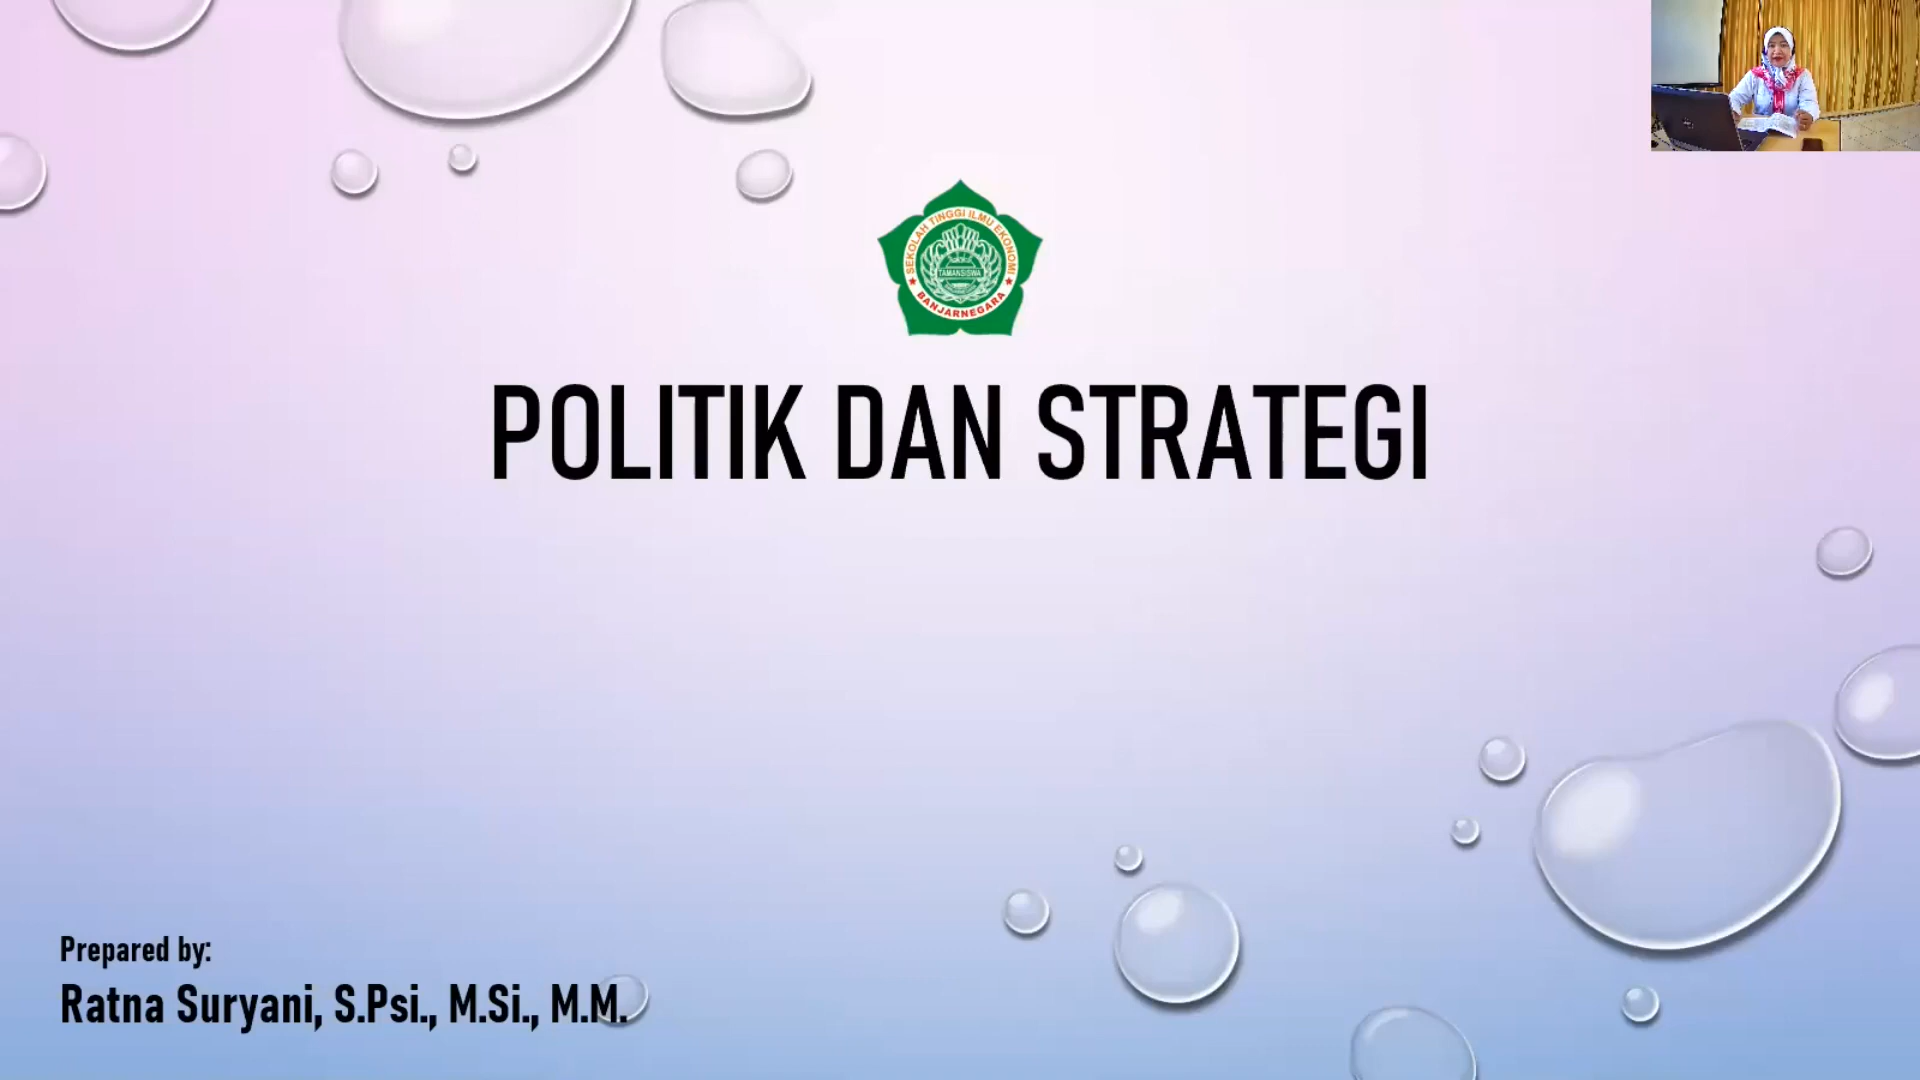 SEKOLAH TINGGI ILMU EKONOMI
TAMANSISWA
BANJARNEGARA
POLITIK DAN STRATEGI
Prepared by:
Ratna Suryani, S.Psi., M.Si., M.M.